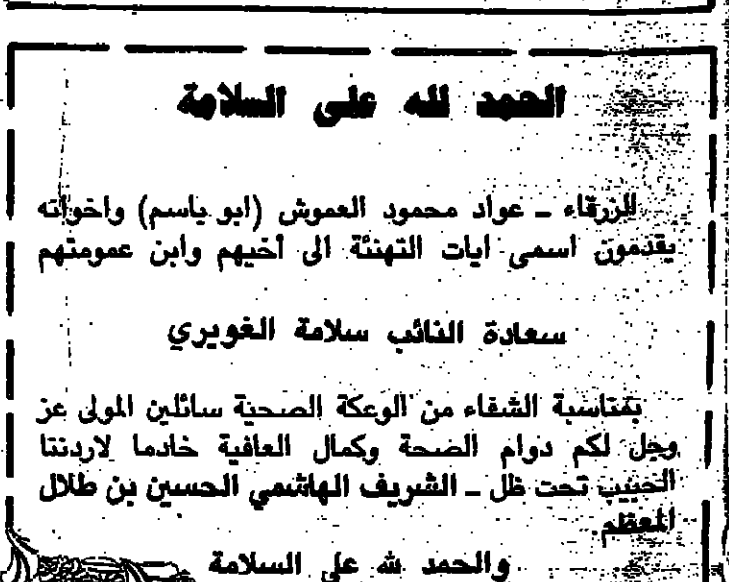 الحمد لله على السلامة
الزرقاء ـ عواد محمود العموش (ابو ياسم) واخوانه
يقدمون اسمى ايات التهنئة الى أخيهم وابن عمومتهم
سعادة النائب سلامة الغويري
بمناسبة الشفاء من الوعكة الصحية سائلين المولى عز
وجل لكم دوام الصحة وكمال العافية خادما لاردننا
الحبيب تحت ظل ـ الشريف الهاشمي الحسين بن طلال
المعظم
والحمد لله على السلامة